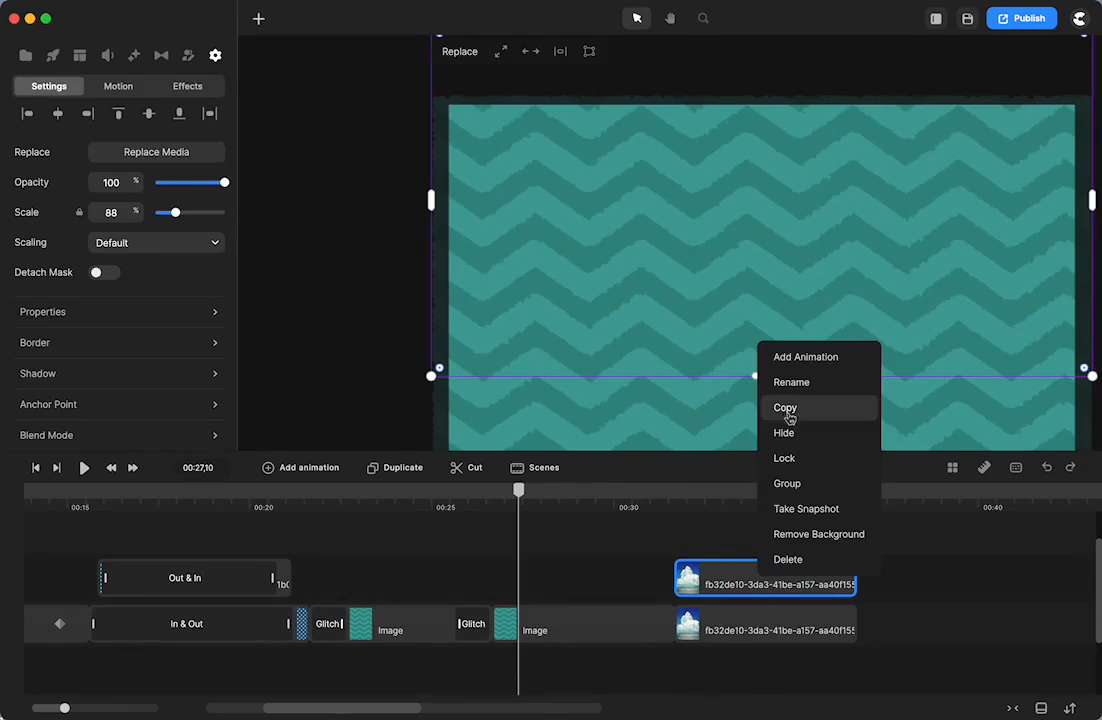 Publish
Replace
Settings
Motion
Effects
Replace
Replace Media
Opacity
100
%
Scale
88
%
Scaling
Default
Detach Mask
Properties
Border
Shadow
Anchor Point
Blend Mode
Add Animation
Rename
Copy
Hide
Lock
Group
Take Snapshot
Remove Background
Delete
00:27,10
Add animation
Duplicate
Cut
Scenes
00:15
00:20
00:25
00:30
00:40
Out & In
fb32de10-3da3-41be-a157-aa40f155
In & Out
Glitch
Image
Glitch
Image
fb32de10-3da3-41be-a157-aa40f155